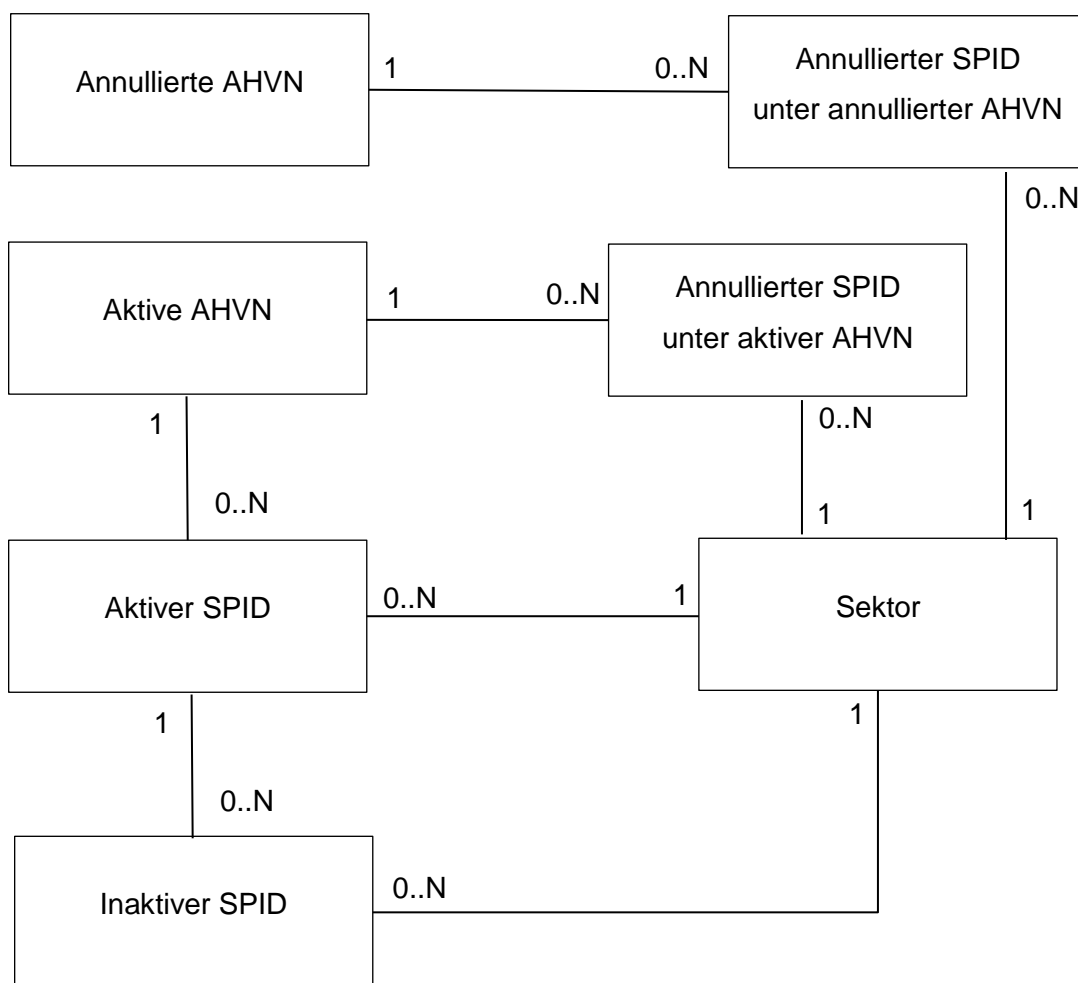 Annullierte AHVN
1
0..N
Annullierter SPID
unter annullierter AHVN
0..N
Aktive AHVN
1
0..N
Annullierter SPID
unter aktiver AHVN
1
0..N
0..N
1
1
Aktiver SPID
0..N
1
Sektor
1
1
0..N
Inaktiver SPID
0..N